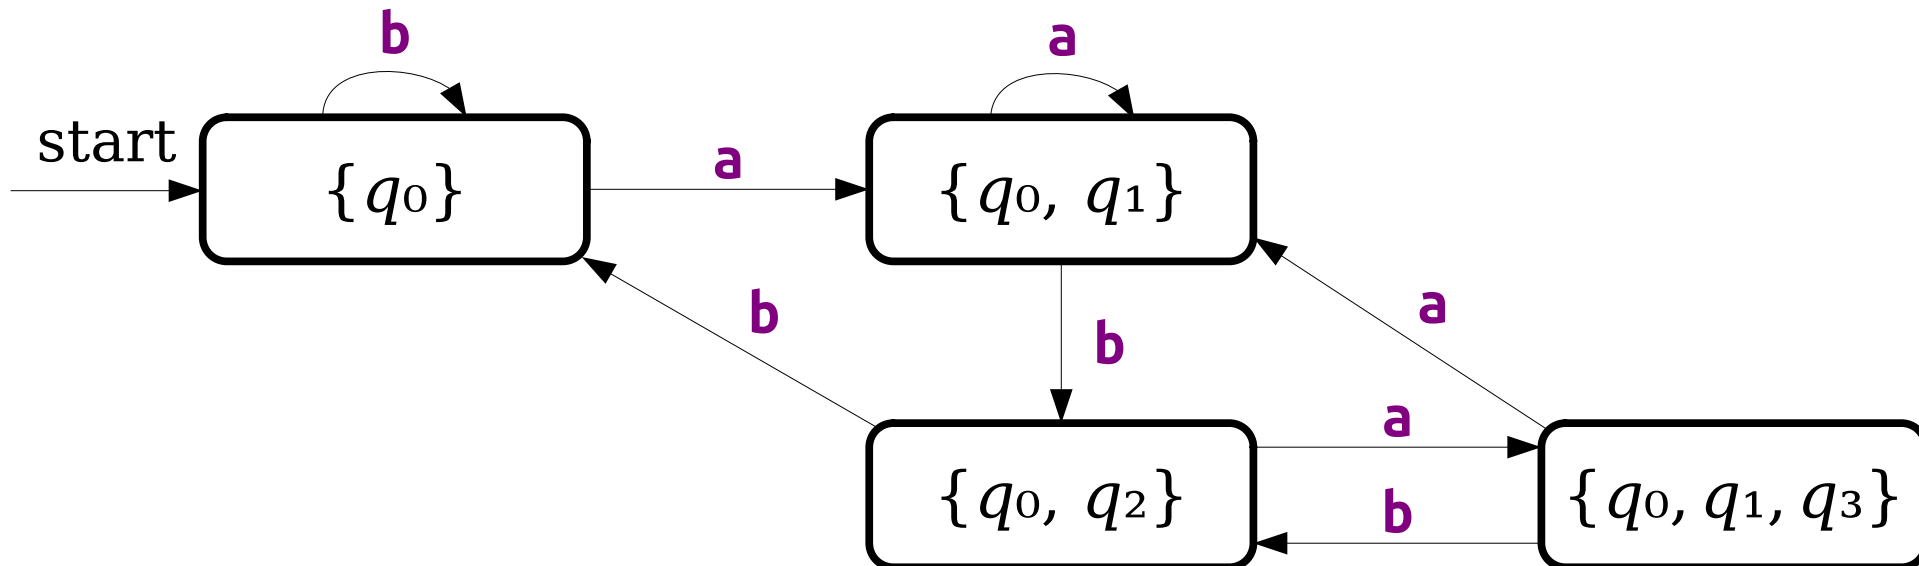 b
a
start
{q₀}
a
{q₀, q₁}
b
b
a
{q₀, q₂}
a
b
{q₀, q₁, q₃}